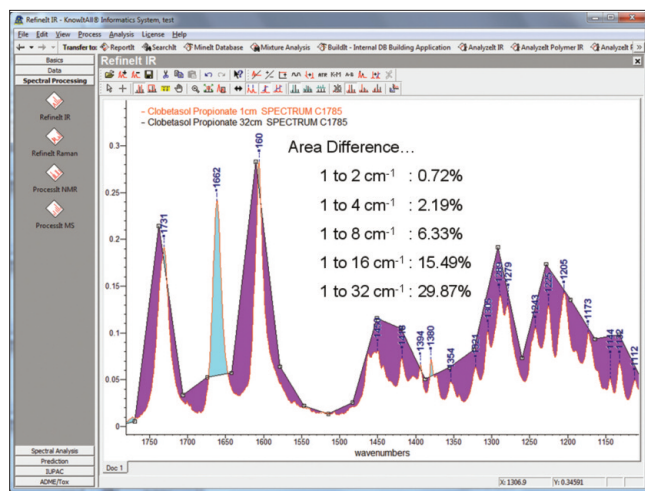 RefineIt IR - KnowItAll® Informatics System, test
File Edit View Process Analysis License Help
Transfer to: ReportIt SearchIt MineIt Database Mixture Analysis BuildIt - Internal DB Building Application AnalyzeIt IR AnalyzeIt Polymer IR
Basics
Data
Spectral Processing
RefineIt IR
RefineIt Raman
ProcessIt NMR
ProcessIt MS
Spectral Analysis
Prediction
IUPAC
ADME/Tox
RefineIt IR
- Clobetasol Propionate 1cm SPECTRUM C1785
- Clobetasol Propionate 32cm SPECTRUM C1785
Area Difference...
1 to 2 cm-1 : 0.72%
1 to 4 cm-1 : 2.19%
1 to 8 cm-1 : 6.33%
1 to 16 cm-1 : 15.49%
1 to 32 cm-1 : 29.87%
1731
1662
160
1394
1380
1354
1279
1243
1205
1173
1112
0.3
0.25
0.2
0.15
0.1
0.05
0
1750 1700 1650 1600 1550 1500 1450 1400 1350 1300 1250 1200 1150
wavenumbers
Doc 1
X: 1306.9 Y: 0.34591